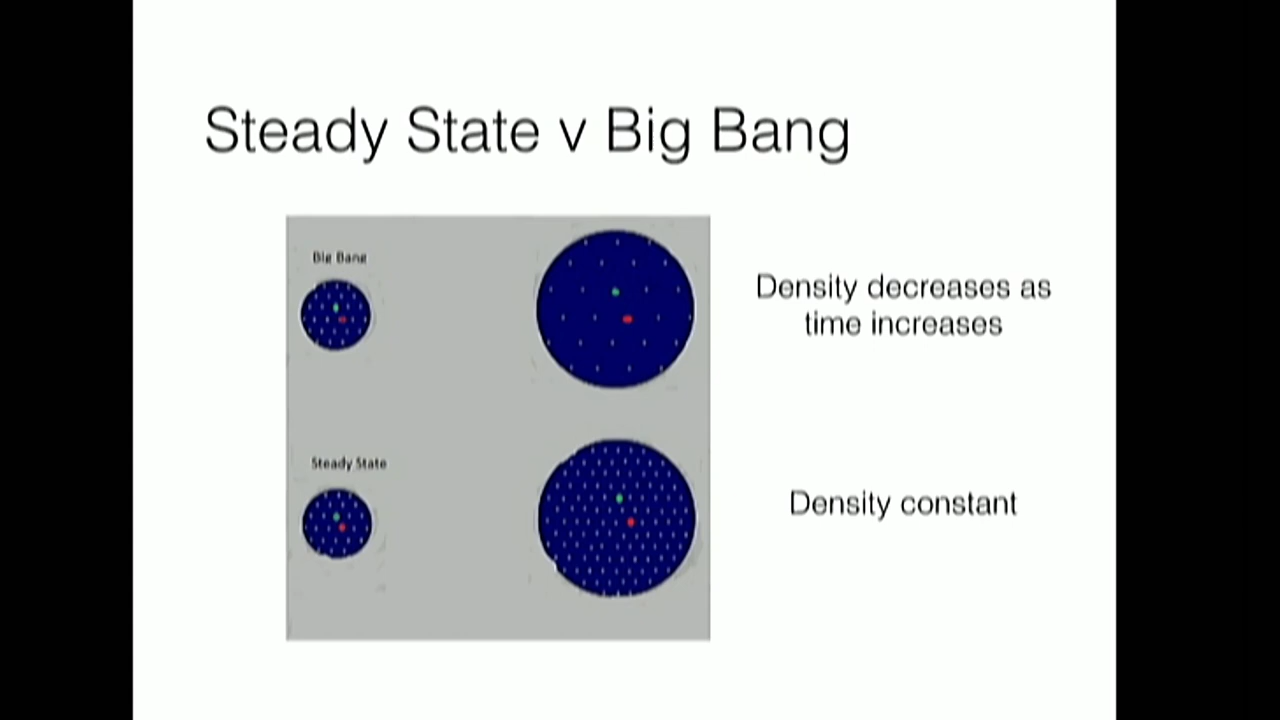 Steady State v Big Bang
Big Bang
Density decreases as
time increases
Steady State
Density constant